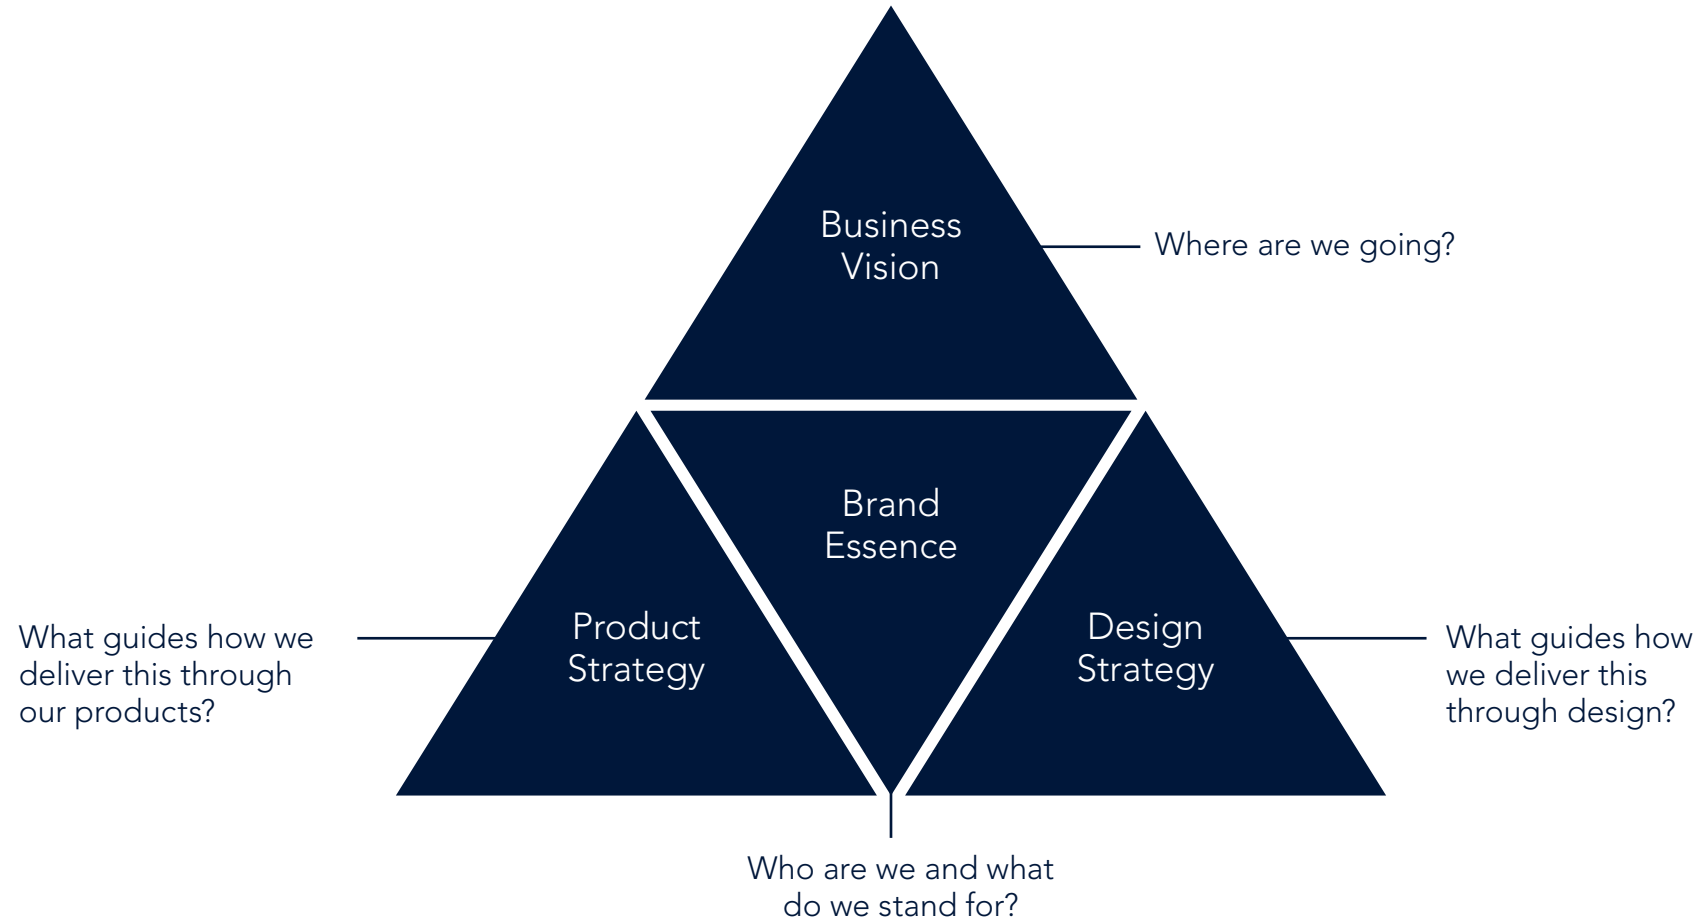 Business
Vision
Where are we going?
Brand
Essence
Product
Strategy
Design
Strategy
What guides how we
deliver this through
our products?
What guides how
we deliver this
through design?
Who are we and what
do we stand for?